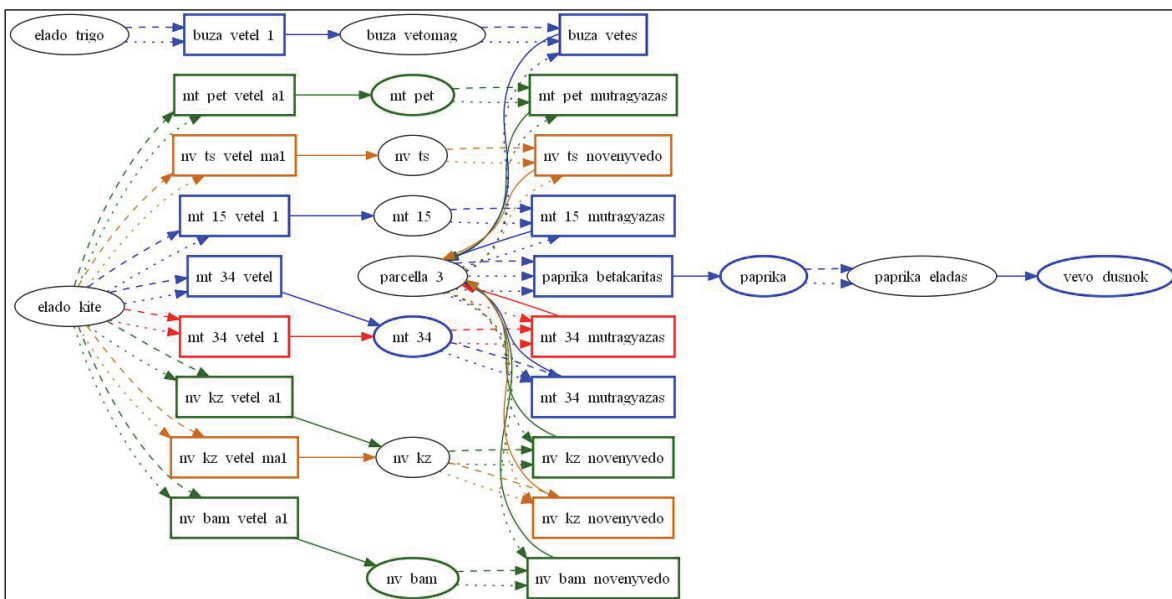 elado trigo
buza vetel 1
buza vetomag
buza vetes
mt pet vetel a1
mt pet
mt pet mutragyazas
nv ts vetel ma1
nv ts
nv ts novenyvedo
mt 15 vetel 1
mt 15
mt 15 mutragyazas
elado kite
mt 34 vetel
parcella 3
paprika betakaritas
paprika
paprika eladas
vevo dusnok
mt 34 vetel 1
mt 34
mt 34 mutragyazas
nv kz vetel a1
mt 34 mutragyazas
nv kz vetel ma1
nv kz
nv kz novenyvedo
nv bam vetel a1
nv kz novenyvedo
nv bam
nv bam novenyvedo